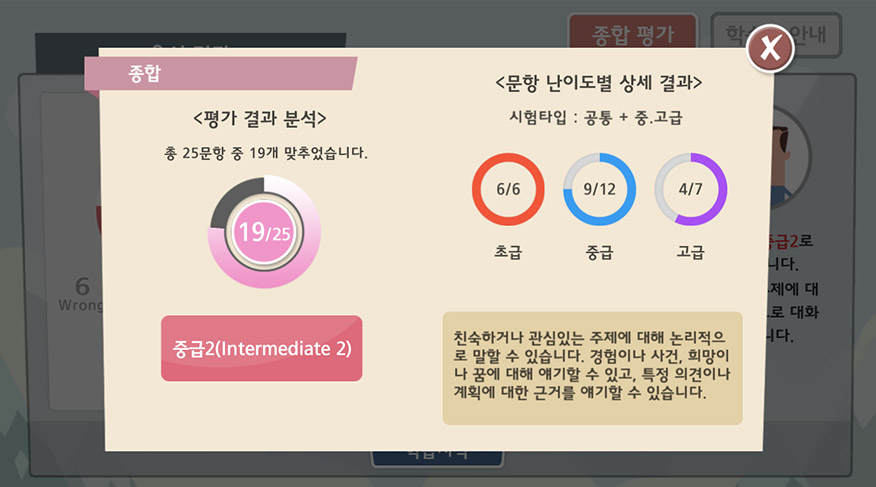 종합 평가
안내
종합
<평가 결과 분석>
총 25문항 중 19개 맞추었습니다.
19/25
중급2(Intermediate 2)
<문항 난이도별 상세 결과>
시험타입 : 공통 + 중.고급
6/6
9/12
4/7
초급
중급
고급
친숙하거나 관심있는 주제에 대해 논리적으
로 말할 수 있습니다. 경험이나 사건, 희망이
나 꿈에 대해 얘기할 수 있고, 특정 의견이나
계획에 대한 근거를 얘기할 수 있습니다.
6
Wrong
중급2로
니다.
주제에 대
으로 대화
니다.